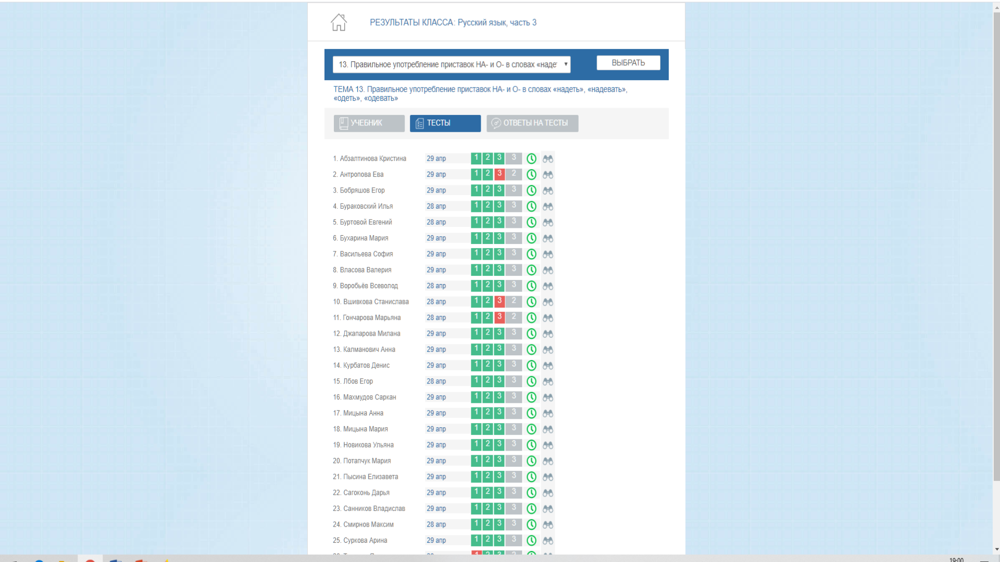 РЕЗУЛЬТАТЫ КЛАССА: Русский язык, часть 3
13. Правильное употребление приставок НА- и О- в словах «наде ВЫБРАТЬ
ТЕМА 13. Правильное употребление приставок НА- и О- в словах «надеть», «надевать»,
«одеть», «одевать»
УЧЕБНИК ТЕСТЫ ОТВЕТЫ НА ТЕСТЫ
1. Абзалтинова Кристина 29 апр 1 2 3 3
2. Антропова Ева 29 апр 1 2 3 2
3. Бобряшов Егор 29 апр 1 2 3 3
4. Бураковский Илья 28 апр 1 2 3 3
5. Буртовой Евгений 28 апр 1 2 3 3
6. Бухарина Мария 29 апр 1 2 3 3
7. Васильева София 29 апр 1 2 3 3
8. Власова Валерия 29 апр 1 2 3 3
9. Воробьёв Всеволод 28 апр 1 2 3 3
10. Вшивкова Станислава 28 апр 1 2 3 2
11. Гончарова Марьяна 28 апр 1 2 3 2
12. Джапарова Милана 29 апр 1 2 3 3
13. Калманович Анна 29 апр 1 2 3 3
14. Курбатов Денис 29 апр 1 2 3 3
15. Лбов Егор 28 апр 1 2 3 3
16. Махмудов Саркан 29 апр 1 2 3 3
17. Мицына Анна 29 апр 1 2 3 3
18. Мицына Мария 29 апр 1 2 3 3
19. Новикова Ульяна 29 апр 1 2 3 3
20. Потапчук Мария 29 апр 1 2 3 3
21. Пысина Елизавета 29 апр 1 2 3 3
22. Сагоконь Дарья 29 апр 1 2 3 3
23. Санников Владислав 29 апр 1 2 3 3
24. Смирнов Максим 28 апр 1 2 3 3
25. Суркова Арина 29 апр 1 2 3 3
19:00